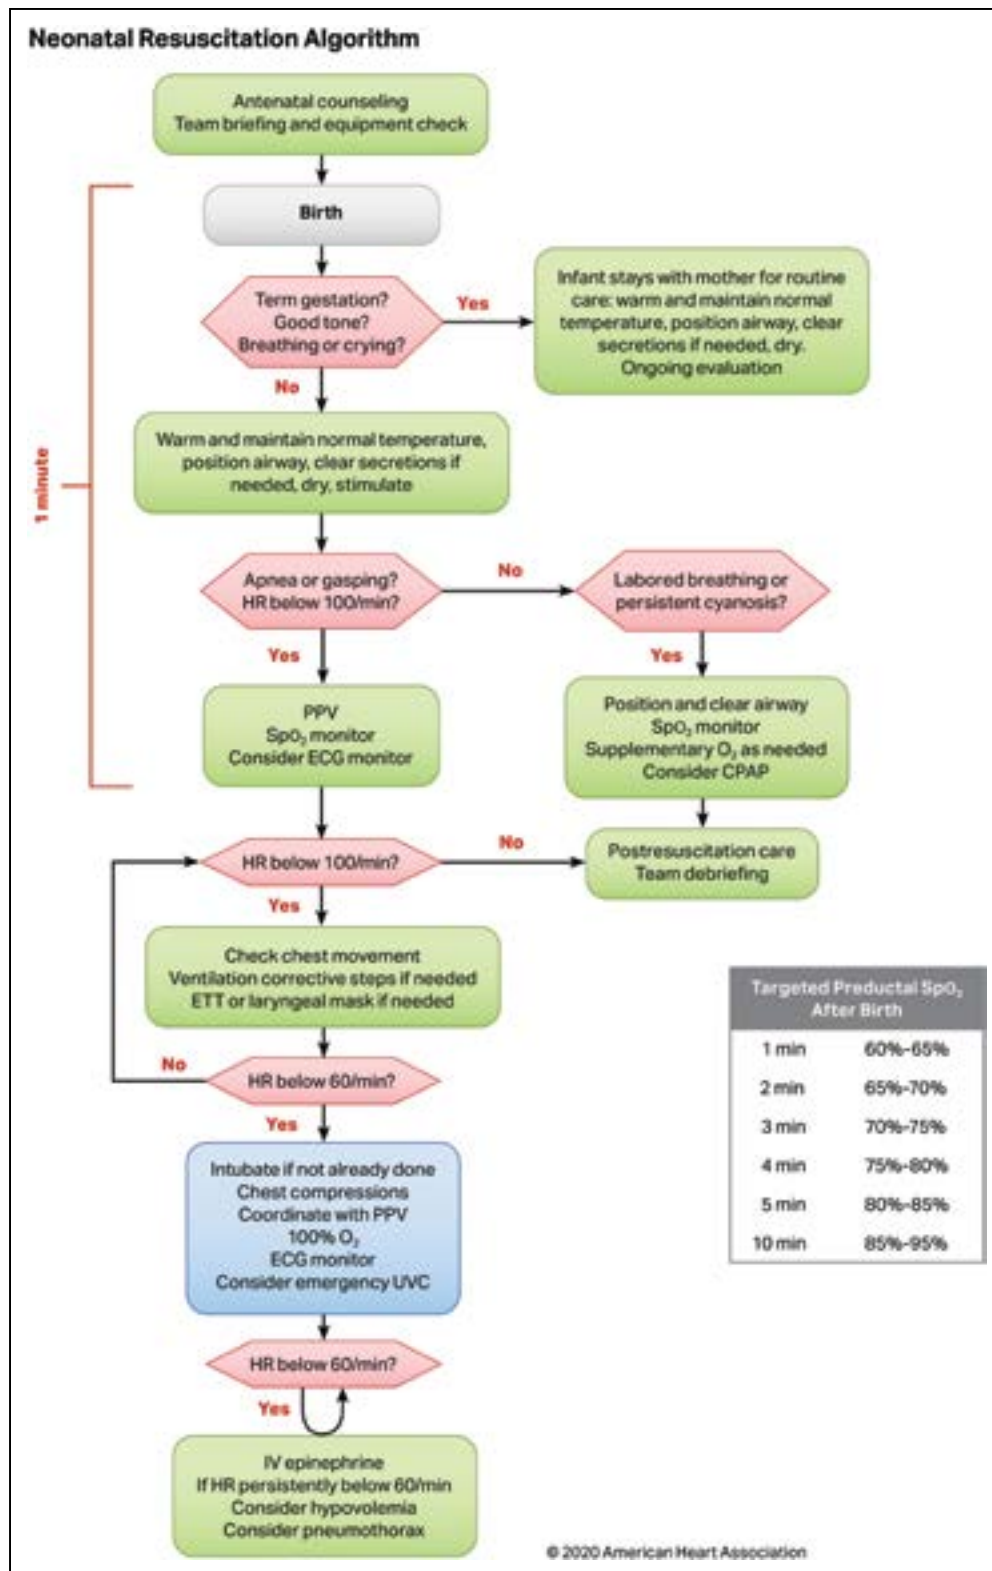 Neonatal Resuscitation Algorithm
Antenatal counseling
Team briefing and equipment check
Birth
Term gestation?
Good tone?
Breathing or crying?
Yes
Infant stays with mother for routine
care: warm and maintain normal
temperature, position airway, clear
secretions if needed, dry.
Ongoing evaluation
No
1 minute
Warm and maintain normal temperature,
position airway, clear secretions if
needed, dry, stimulate
Apnea or gasping?
HR below 100/min?
No
Labored breathing or
persistent cyanosis?
Yes
Yes
PPV
SpO₂ monitor
Consider ECG monitor
Position and clear airway
SpO₂ monitor
Supplementary O₂ as needed
Consider CPAP
HR below 100/min?
No
Postresuscitation care
Team debriefing
Yes
Check chest movement
Ventilation corrective steps if needed
ETT or laryngeal mask if needed
No
HR below 60/min?
Yes
Intubate if not already done
Chest compressions
Coordinate with PPV
100% O₂
ECG monitor
Consider emergency UVC
HR below 60/min?
Yes
IV epinephrine
If HR persistently below 60/min
Consider hypovolemia
Consider pneumothorax
Targeted Preductal SpO₂
After Birth
1 min 60%-65%
2 min 65%-70%
3 min 70%-75%
4 min 75%-80%
5 min 80%-85%
10 min 85%-95%
© 2020 American Heart Association